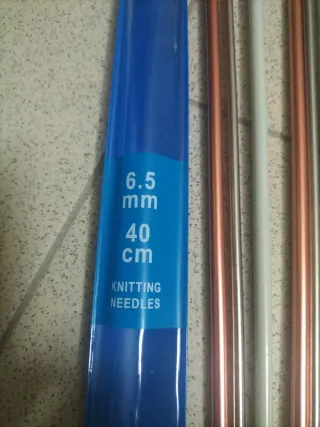 6.5
mm
40
cm
KNITTING
NEEDLES